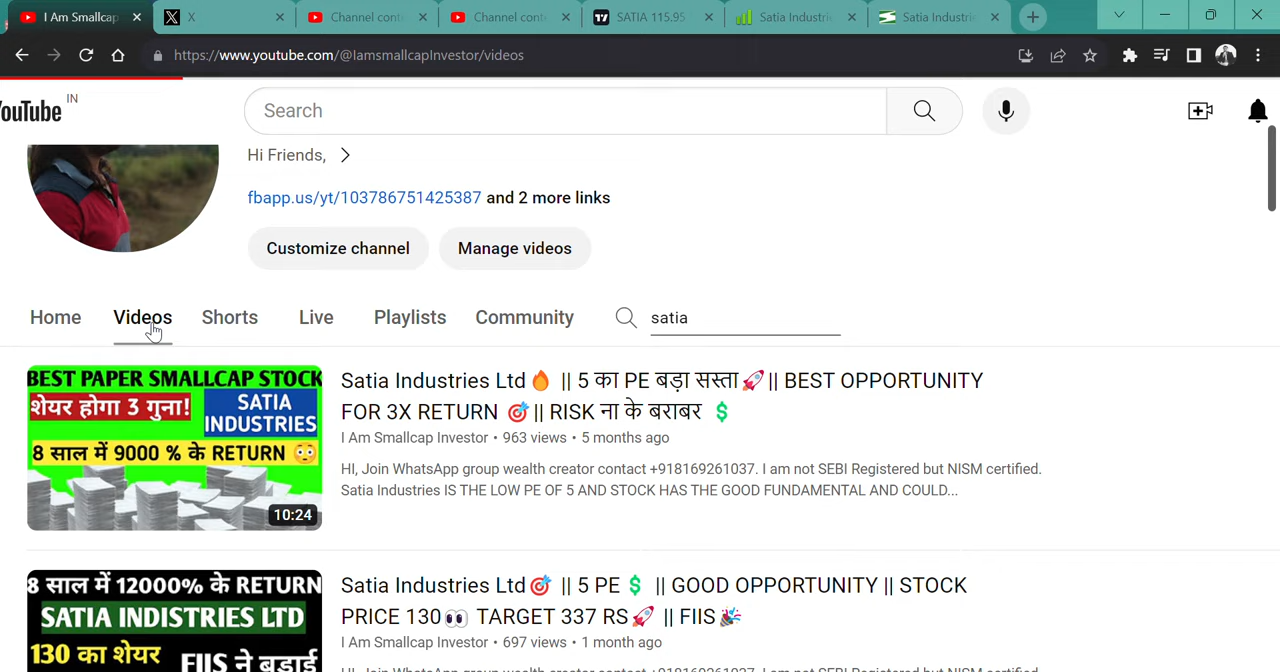 I Am Smallcap
X
Channel cont
Channel cont
SATIA 115.95
Satia Industri
Satia Industri
https://www.youtube.com/@IamsmallcapInvestor/videos
YouTube IN
Search
Hi Friends,
fbapp.us/yt/103786751425387 and 2 more links
Customize channel
Manage videos
Home
Videos
Shorts
Live
Playlists
Community
satia
BEST PAPER SMALLCAP STOCK
शेयर होगा 3 गुना!
SATIA
INDUSTRIES
8 साल में 9000 % के RETURN 😳
10:24
Satia Industries Ltd🔥 || 5 का PE बड़ा सस्ता🚀|| BEST OPPORTUNITY
FOR 3X RETURN 🎯|| RISK ना के बराबर 💲
I Am Smallcap Investor • 963 views • 5 months ago
HI, Join WhatsApp group wealth creator contact +918169261037. I am not SEBI Registered but NISM certified.
Satia Industries IS THE LOW PE OF 5 AND STOCK HAS THE GOOD FUNDAMENTAL AND COULD...
8 साल में 12000% के RETURN
SATIA INDISTRIES LTD
130 का शेयर
FIIS ने बढ़ाई
Satia Industries Ltd🎯 || 5 PE💲 || GOOD OPPORTUNITY || STOCK
PRICE 130👀 TARGET 337 RS🚀 || FIIS🎉
I Am Smallcap Investor • 697 views • 1 month ago